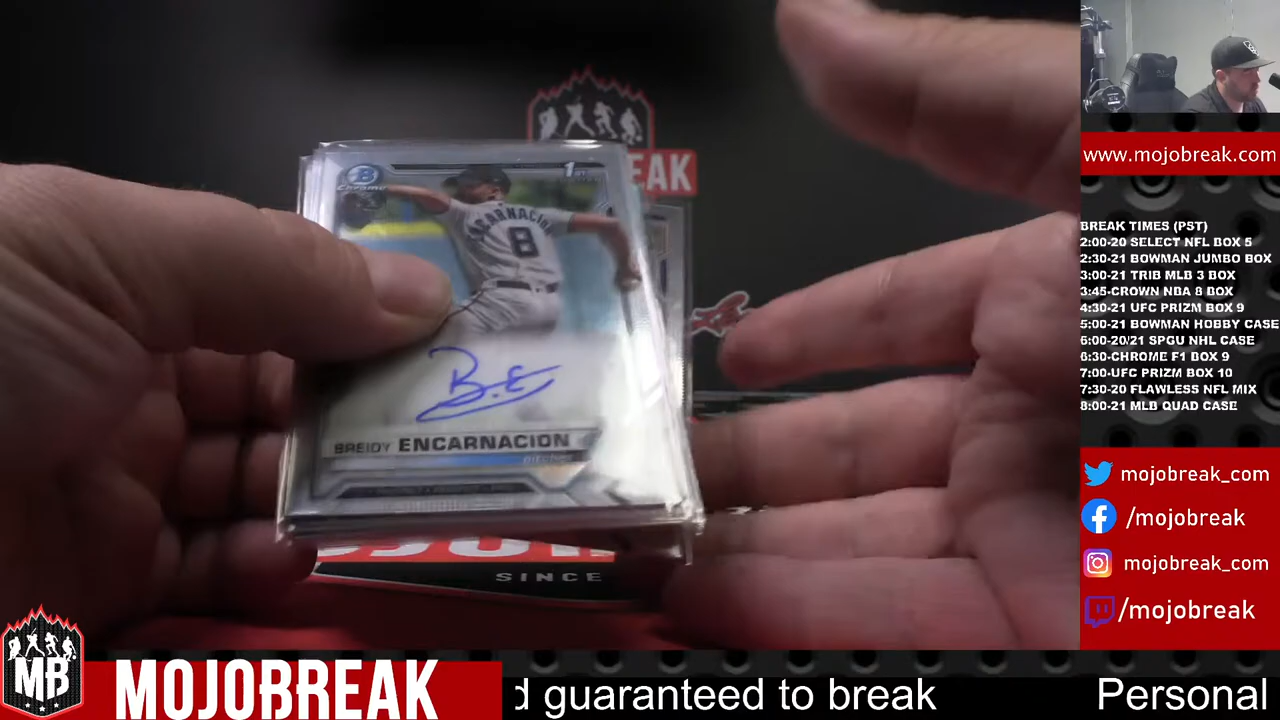 EAK
B
Chrome
1ST
ENCARNACION
8
B.E
BREIDY ENCARNACION
pitcher
SINCE
www.mojobreak.com
BREAK TIMES (PST)
2:00-20 SELECT NFL BOX 5
2:30-21 BOWMAN JUMBO BOX
3:00-21 TRIB MLB 3 BOX
3:45-CROWN NBA 8 BOX
4:30-21 UFC PRIZM BOX 9
5:00-21 BOWMAN HOBBY CASE
6:00-20/21 SPGU NHL CASE
6:30-CHROME F1 BOX 9
7:00-UFC PRIZM BOX 10
7:30-20 FLAWLESS NFL MIX
8:00-21 MLB QUAD CASE
mojobreak_com
/mojobreak
mojobreak_com
/mojobreak
MB
MOJOBREAK
d guaranteed to break
Personal